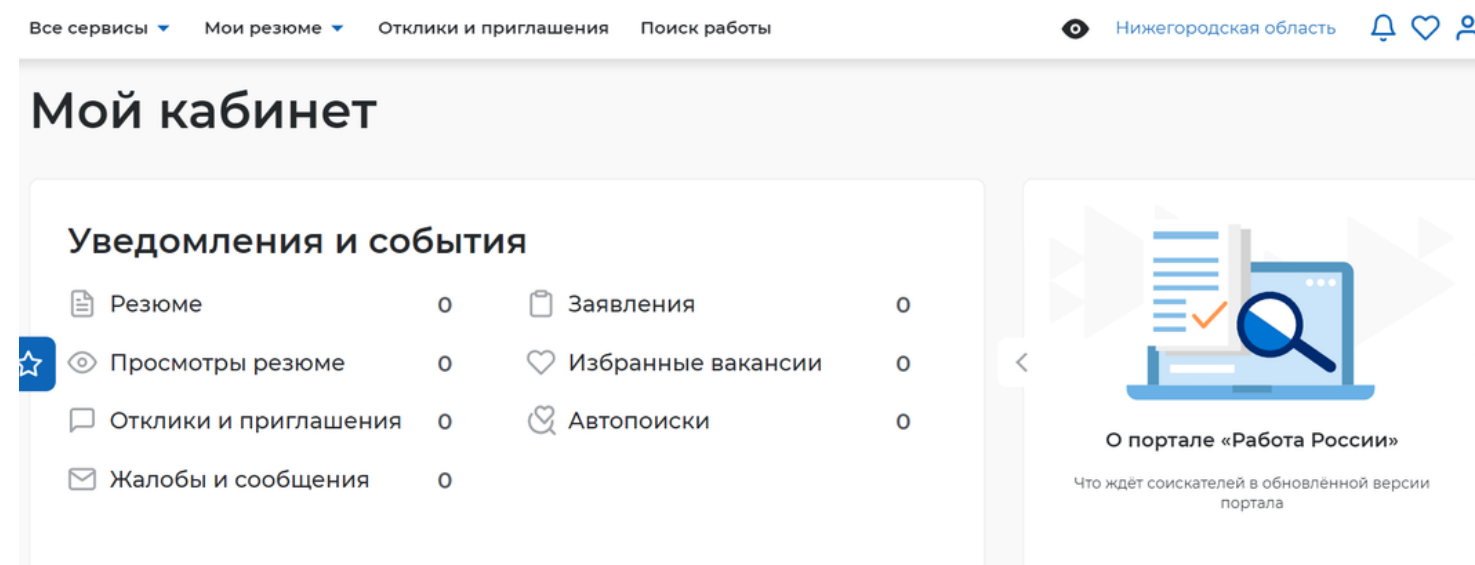 Все сервисы Мои резюме Отклики и приглашения Поиск работы Нижегородская область
Мой кабинет
Уведомления и события
Резюме 0 Заявления 0
Просмотры резюме 0 Избранные вакансии 0
Отклики и приглашения 0 Автопоиски 0
Жалобы и сообщения 0
О портале «Работа России»
Что ждёт соискателей в обновлённой версии
портала